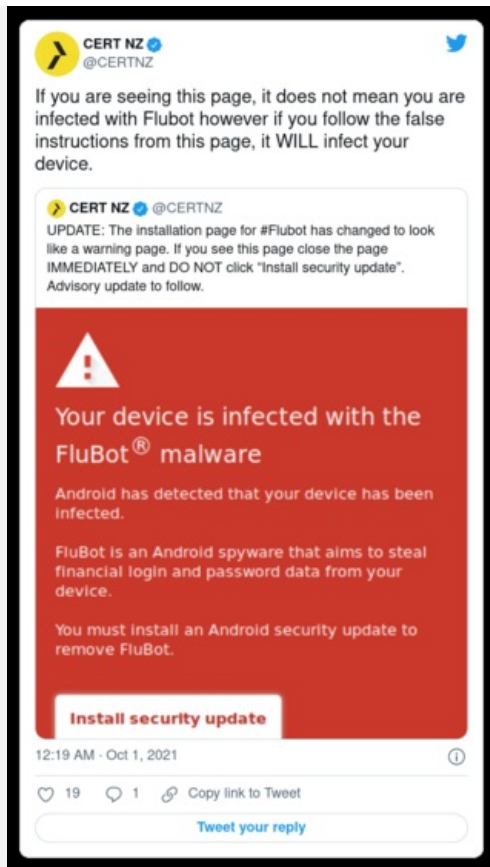 CERT NZ
@CERTNZ
If you are seeing this page, it does not mean you are
infected with Flubot however if you follow the false
instructions from this page, it WILL infect your
device.
CERT NZ @CERTNZ
UPDATE: The installation page for #Flubot has changed to look
like a warning page. If you see this page close the page
IMMEDIATELY and DO NOT click “Install security update”.
Advisory update to follow.
!
Your device is infected with the
FluBot® malware
Android has detected that your device has been
infected.
FluBot is an Android spyware that aims to steal
financial login and password data from your
device.
You must install an Android security update to
remove FluBot.
Install security update
12:19 AM · Oct 1, 2021
19 1 Copy link to Tweet
Tweet your reply